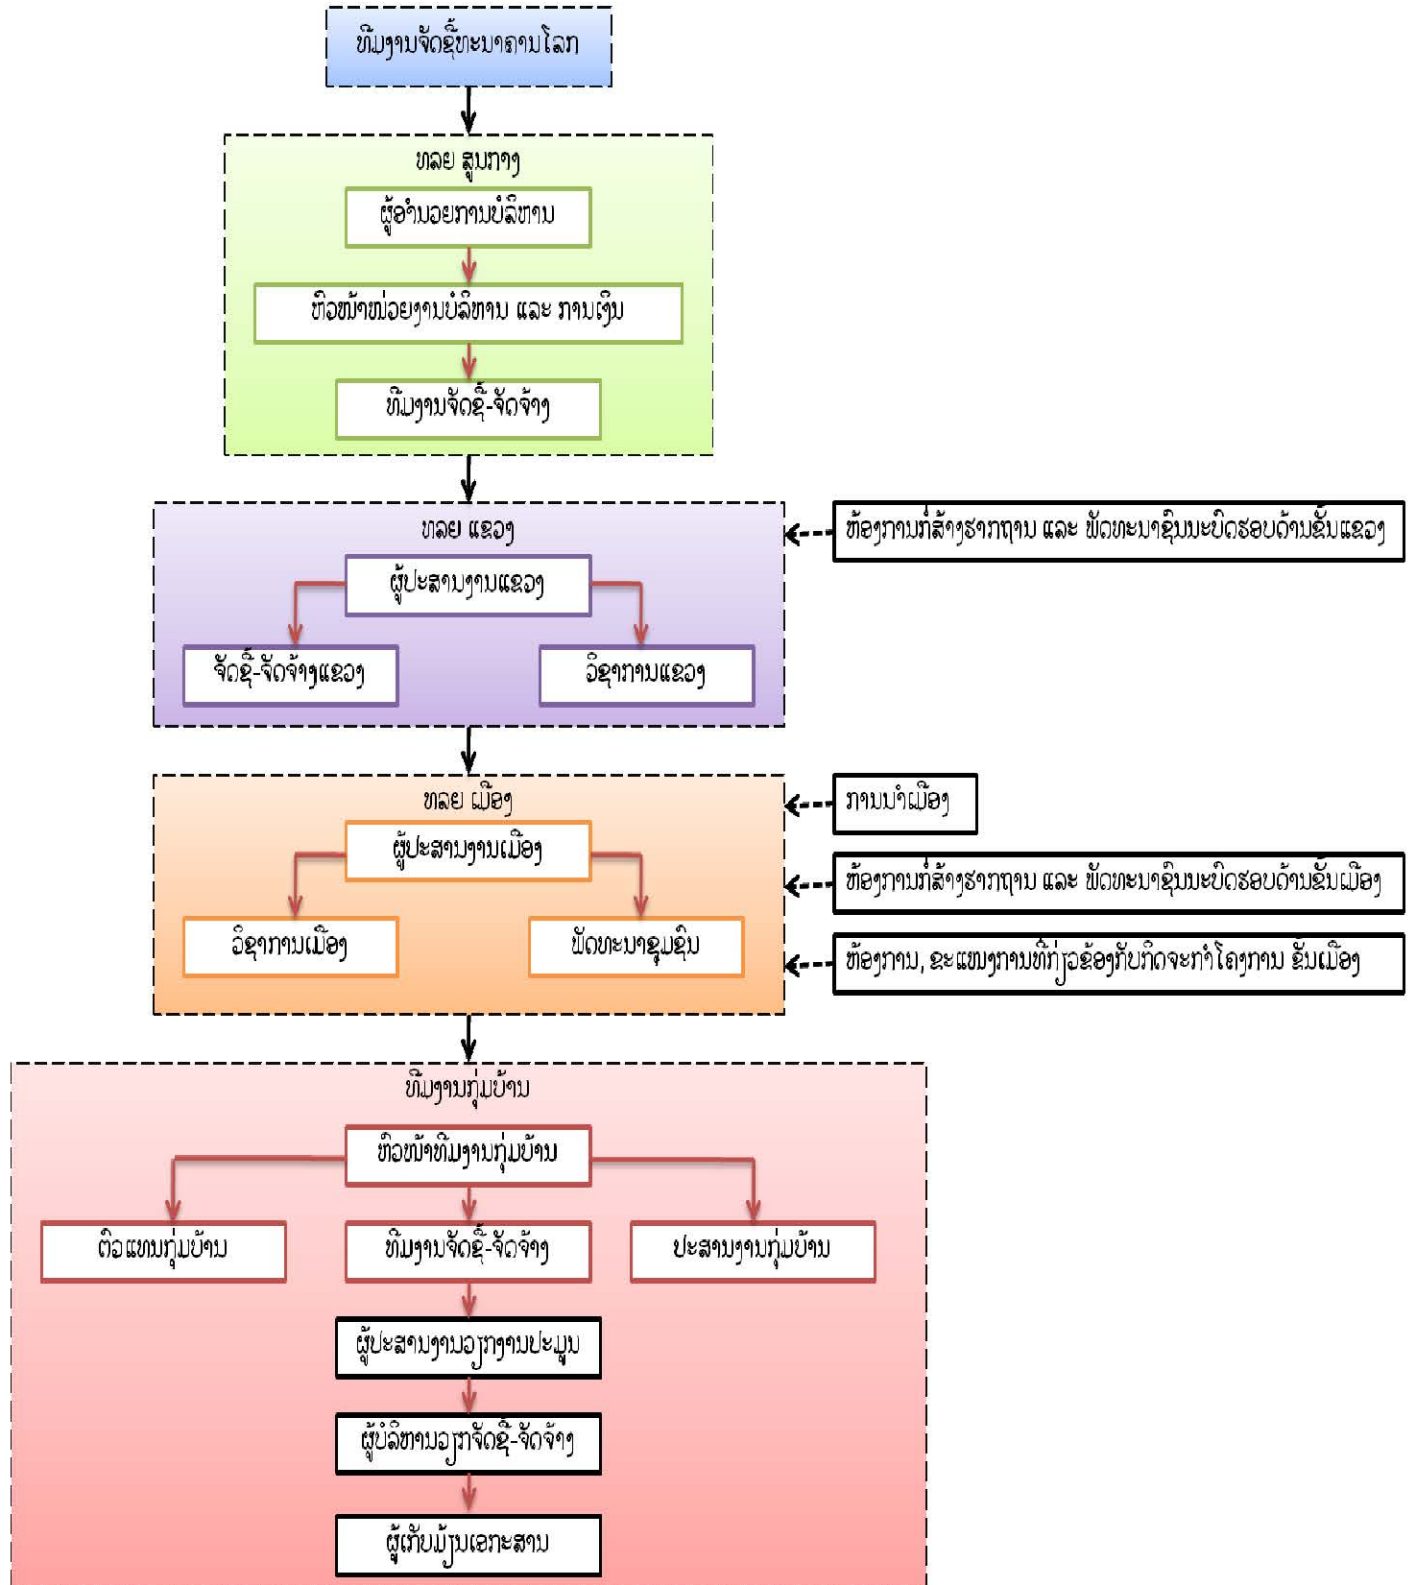 ທີມງານຈັດຊື້ທະນາຄານໂລກ
ທລຍ ສູນກາງ
ຜູ້ອຳນວຍການບໍລິຫານ
ຫົວໜ້າໜ່ວຍງານບໍລິຫານ ແລະ ການເງິນ
ທີມງານຈັດຊື້-ຈັດຈ້າງ
ທລຍ ແຂວງ
ຫ້ອງການກໍ່ສ້າງຮາກຖານ ແລະ ພັດທະນາຊົນນະບົດຮອບດ້ານຂັ້ນແຂວງ
ຜູ້ປະສານງານແຂວງ
ຈັດຊື້-ຈັດຈ້າງແຂວງ
ວິຊາການແຂວງ
ທລຍ ເມືອງ
ການນຳເມືອງ
ຜູ້ປະສານງານເມືອງ
ຫ້ອງການກໍ່ສ້າງຮາກຖານ ແລະ ພັດທະນາຊົນນະບົດຮອບດ້ານຂັ້ນເມືອງ
ວິຊາການເມືອງ
ພັດທະນາຊຸມຊົນ
ຫ້ອງການ, ຂະແໜງການທີ່ກ່ຽວຂ້ອງກັບກິດຈະກຳໂຄງການ ຂັ້ນເມືອງ
ທີມງານກຸ່ມບ້ານ
ຫົວໜ້າທີມງານກຸ່ມບ້ານ
ຕົວແທນກຸ່ມບ້ານ
ທີມງານຈັດຊື້-ຈັດຈ້າງ
ປະສານງານກຸ່ມບ້ານ
ຜູ້ປະສານງານວຽກງານປະມູນ
ຜູ້ບໍລິຫານວຽກຈັດຊື້-ຈັດຈ້າງ
ຜູ້ເກັບມ້ຽນເອກະສານ